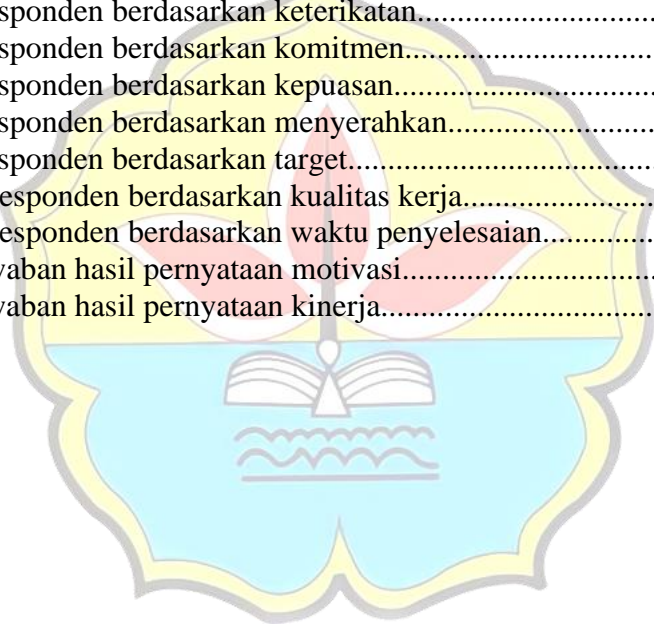 sponden berdasarkan keterikatan...............................
sponden berdasarkan komitmen.................................
sponden berdasarkan kepuasan..................................
sponden berdasarkan menyerahkan...........................
sponden berdasarkan target........................................
esponden berdasarkan kualitas kerja..........................
esponden berdasarkan waktu penyelesaian...............
vaban hasil pernyataan motivasi..................................
vaban hasil pernyataan kinerja.....................................